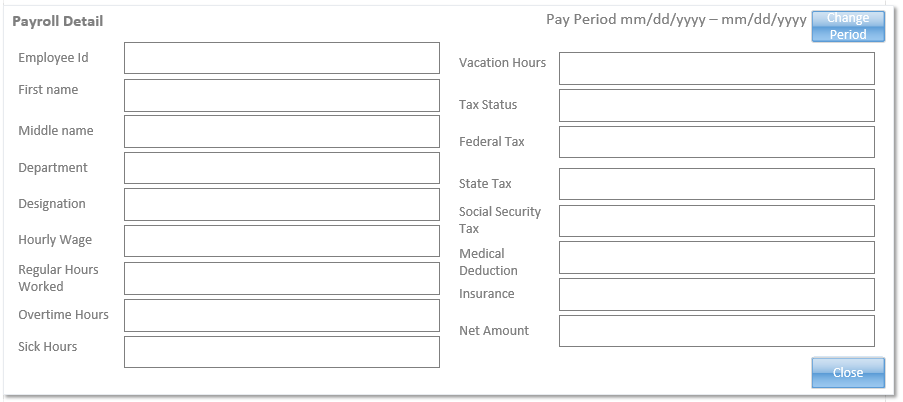 Payroll Detail
Pay Period mm/dd/yyyy – mm/dd/yyyy
Change
Period
Employee Id
First name
Middle name
Department
Designation
Hourly Wage
Regular Hours
Worked
Overtime Hours
Sick Hours
Vacation Hours
Tax Status
Federal Tax
State Tax
Social Security
Tax
Medical
Deduction
Insurance
Net Amount
Close